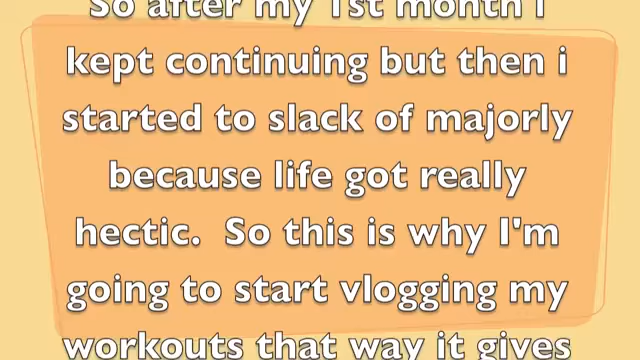 So after my 1st month I
kept continuing but then i
started to slack of majorly
because life got really
hectic.  So this is why I'm
going to start vlogging my
workouts that way it gives